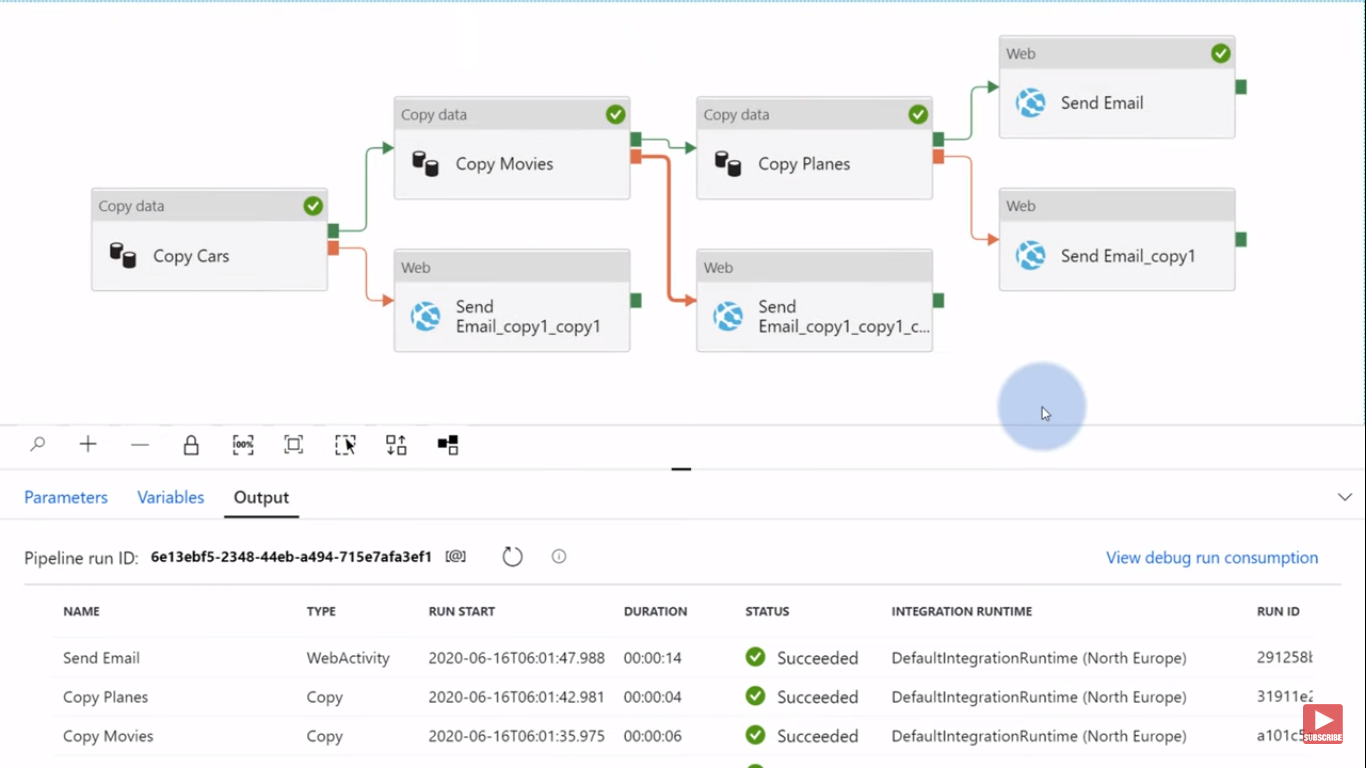 Web
Send Email
Copy data
Copy Movies
Copy data
Copy Planes
Copy data
Copy Cars
Web
Send
Email_copy1_copy1
Web
Send
Email_copy1_copy1_c...
Web
Send Email_copy1
100%
Parameters Variables Output
Pipeline run ID: 6e13ebf5-2348-44eb-a494-715e7afa3ef1 [@] View debug run consumption
NAME TYPE RUN START DURATION STATUS INTEGRATION RUNTIME RUN ID
Send Email WebActivity 2020-06-16T06:01:47.988 00:00:14 Succeeded DefaultIntegrationRuntime (North Europe) 291258
Copy Planes Copy 2020-06-16T06:01:42.981 00:00:04 Succeeded DefaultIntegrationRuntime (North Europe) 31911e
Copy Movies Copy 2020-06-16T06:01:35.975 00:00:06 Succeeded DefaultIntegrationRuntime (North Europe) a101c
SUBSCRIBE